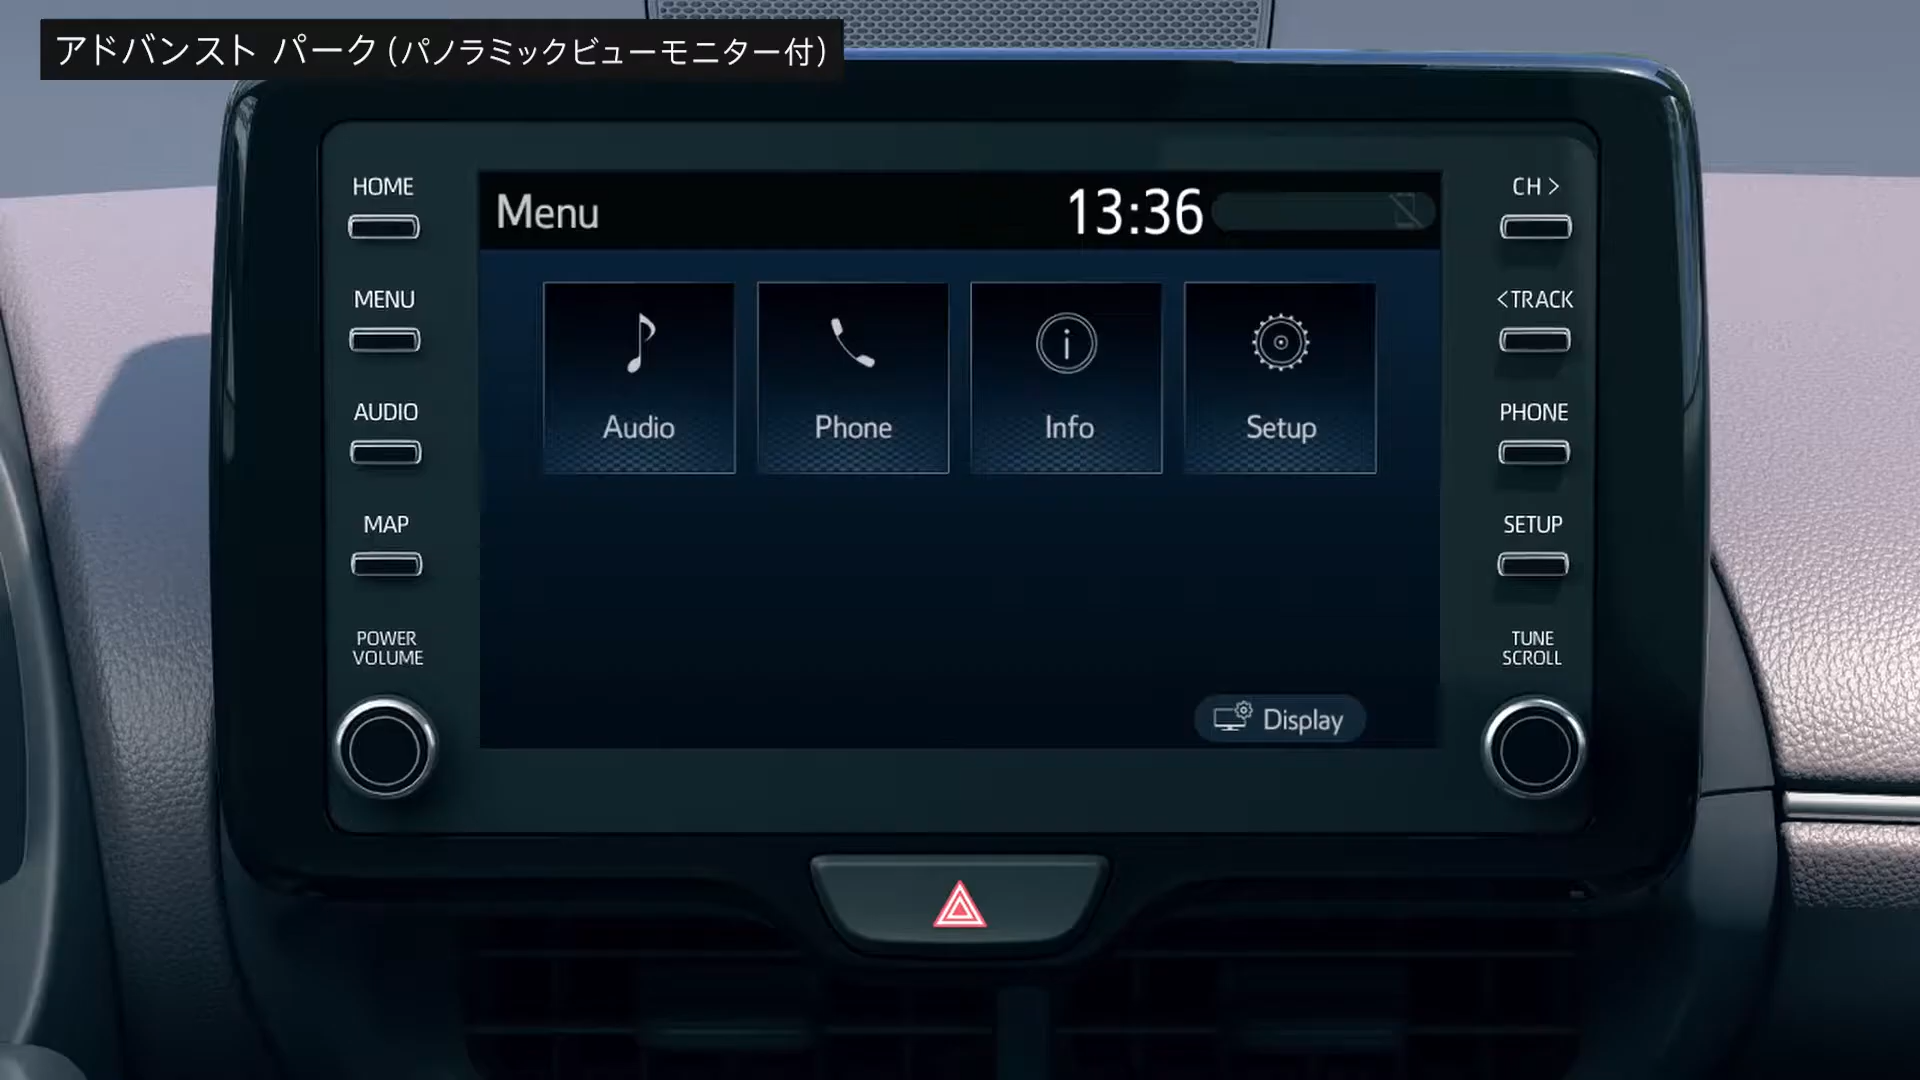 アドバンスト パーク(パノラミックビューモニター付)
HOME
MENU
AUDIO
MAP
POWER
VOLUME
Menu
13:36
Audio
Phone
Info
Setup
Display
CH >
<TRACK
PHONE
SETUP
TUNE
SCROLL